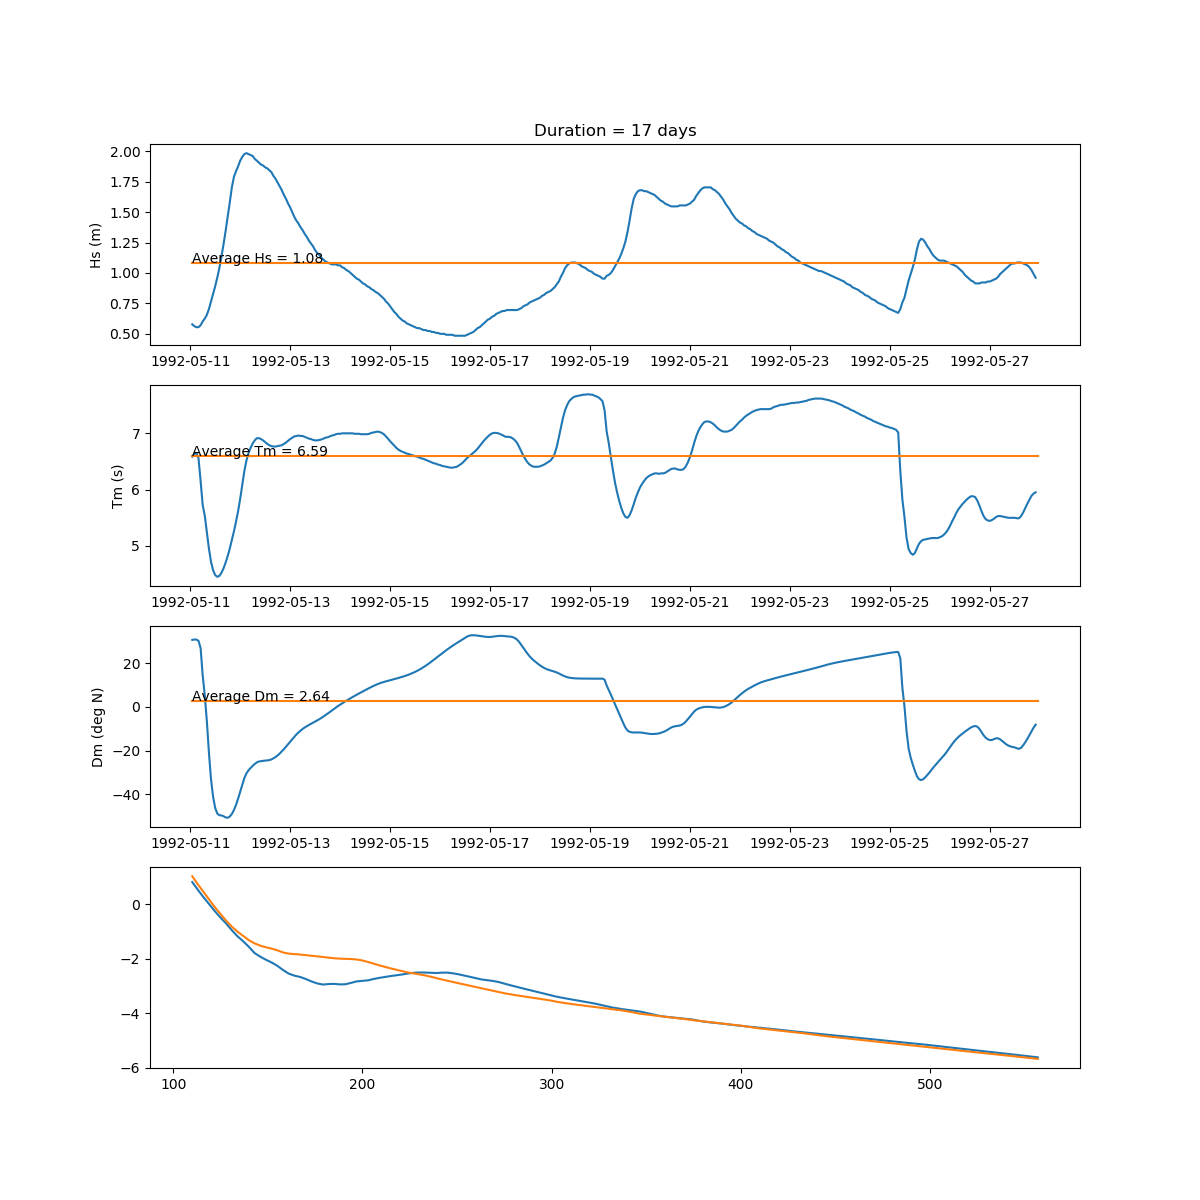 Duration = 17 days
Hs (m)
2.00
1.75
1.50
1.25
1.00
0.75
0.50
Average Hs = 1.08
1992-05-11 1992-05-13 1992-05-15 1992-05-17 1992-05-19 1992-05-21 1992-05-23 1992-05-25 1992-05-27
Tm (s)
7
6
5
Average Tm = 6.59
1992-05-11 1992-05-13 1992-05-15 1992-05-17 1992-05-19 1992-05-21 1992-05-23 1992-05-25 1992-05-27
Dm (deg N)
20
0
−20
−40
Average Dm = 2.64
1992-05-11 1992-05-13 1992-05-15 1992-05-17 1992-05-19 1992-05-21 1992-05-23 1992-05-25 1992-05-27
0
−2
−4
−6
100 200 300 400 500